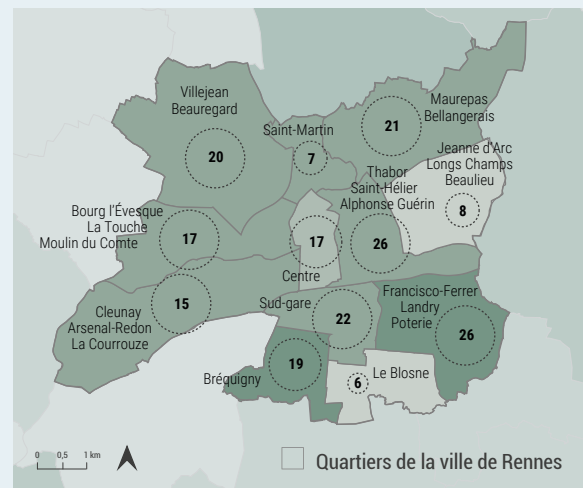 Villejean
Beauregard
20
Saint-Martin
7
Maurepas
Bellangerais
21
Jeanne d'Arc
Longs Champs
Beaulieu
8
Thabor
Saint-Hélier
Alphonse Guérin
26
Bourg l'Évesque
La Touche
Moulin du Comte
17
17
Centre
Cleunay
Arsenal-Redon
La Courrouze
15
Sud-gare
22
Francisco-Ferrer
Landry
Poterie
26
Bréquigny
19
Le Blosne
6
0 0,5 1 km
Quartiers de la ville de Rennes